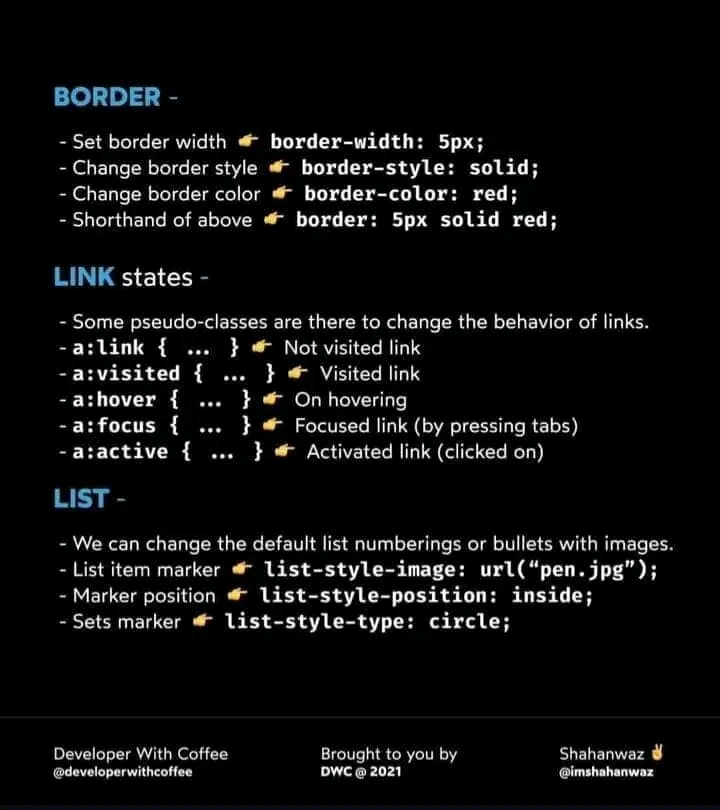 BORDER -
- Set border width 👉 border-width: 5px;
- Change border style 👉 border-style: solid;
- Change border color 👉 border-color: red;
- Shorthand of above 👉 border: 5px solid red;
LINK states -
- Some pseudo-classes are there to change the behavior of links.
- a:link { ... } 👉 Not visited link
- a:visited { ... } 👉 Visited link
- a:hover { ... } 👉 On hovering
- a:focus { ... } 👉 Focused link (by pressing tabs)
- a:active { ... } 👉 Activated link (clicked on)
LIST -
- We can change the default list numberings or bullets with images.
- List item marker 👉 list-style-image: url(“pen.jpg”);
- Marker position 👉 list-style-position: inside;
- Sets marker 👉 list-style-type: circle;
Developer With Coffee
@developerwithcoffee
Brought to you by
DWC @ 2021
Shahanwaz ✌
@imshahanwaz